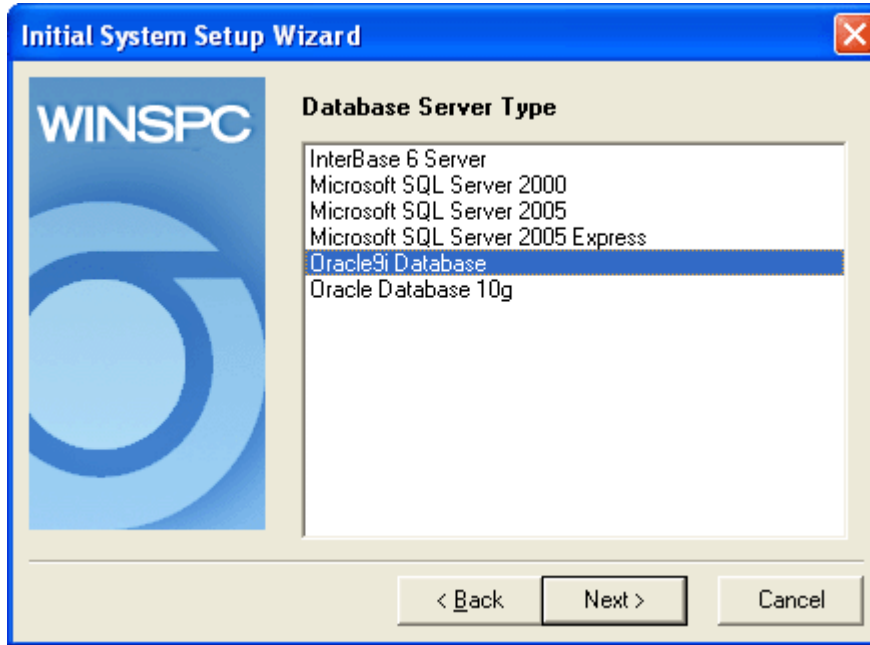 Initial System Setup Wizard
WINSPC
Database Server Type
InterBase 6 Server
Microsoft SQL Server 2000
Microsoft SQL Server 2005
Microsoft SQL Server 2005 Express
Oracle9i Database
Oracle Database 10g
< Back
Next >
Cancel